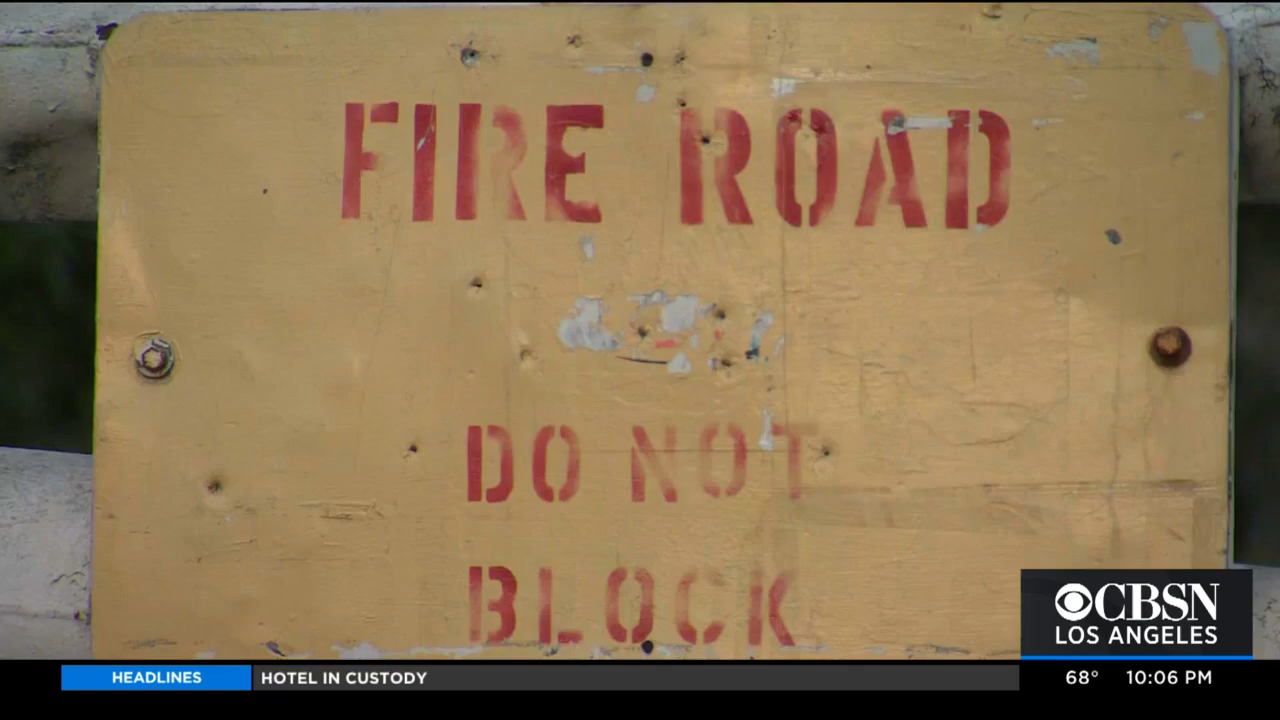 FIRE ROAD
DO NOT
BLOCK
CBSN
LOS ANGELES
HEADLINES
HOTEL IN CUSTODY
68° 10:06 PM